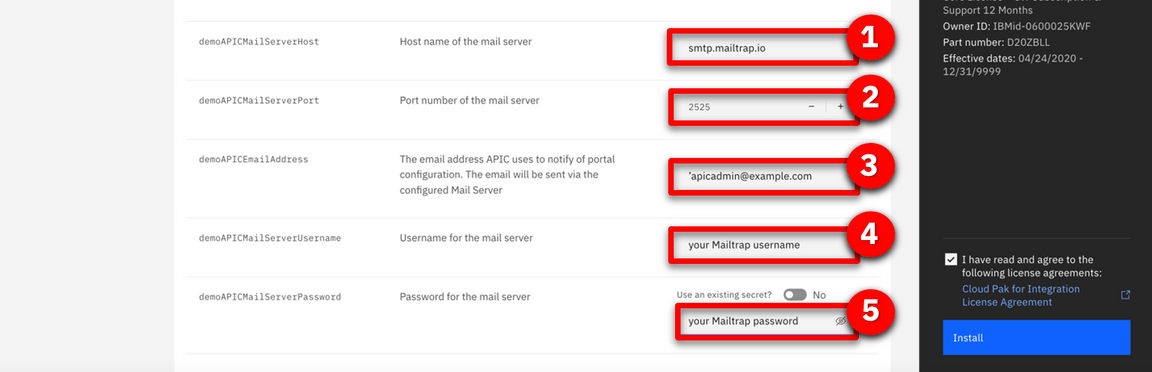 demoAPICMailServerHost
Host name of the mail server
smtp.mailtrap.io
1
demoAPICMailServerPort
Port number of the mail server
2525
− +
2
demoAPICEmailAddress
The email address APIC uses to notify of portal
configuration. The email will be sent via the
configured Mail Server
'apicadmin@example.com
3
demoAPICMailServerUsername
Username for the mail server
your Mailtrap username
4
demoAPICMailServerPassword
Password for the mail server
Use an existing secret?
No
your Mailtrap password
5
Support 12 Months
Owner ID: IBMid-0600025KWF
Part number: D20ZBLL
Effective dates: 04/24/2020 -
12/31/9999
I have read and agree to the
following license agreements:
Cloud Pak for Integration
License Agreement
Install